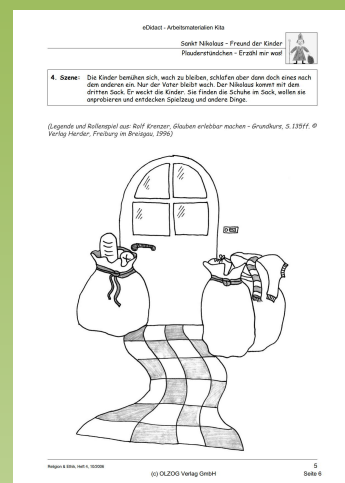 eDidact - Arbeitsmaterialien Kita
Sankt Nikolaus – Freund der Kinder
Plauderstündchen – Erzähl mir was!
4. Szene: Die Kinder bemühen sich, wach zu bleiben, schlafen aber dann doch eines nach
dem anderen ein. Nur der Vater bleibt wach. Der Nikolaus kommt mit dem
dritten Sack. Er weckt die Kinder. Sie finden die Schuhe im Sack, wollen sie
anprobieren und entdecken Spielzeug und andere Dinge.
(Legende und Rollenspiel aus: Rolf Krenzer, Glauben erlebbar machen – Grundkurs, S. 135ff. ©
Verlag Herder, Freiburg im Breisgau, 1996)
Religion & Ethik, Heft 4, 10/2006
5
(c) OLZOG Verlag GmbH
Seite 6